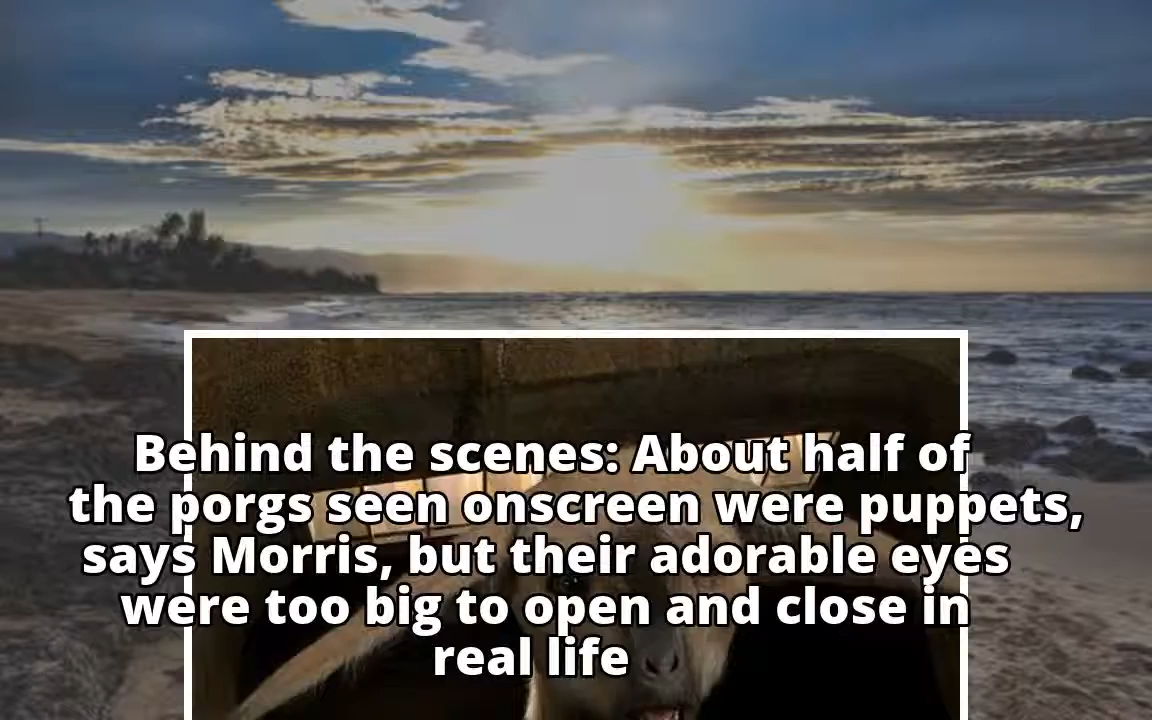 Behind the scenes: About half of
the porgs seen onscreen were puppets,
says Morris, but their adorable eyes
were too big to open and close in
real life